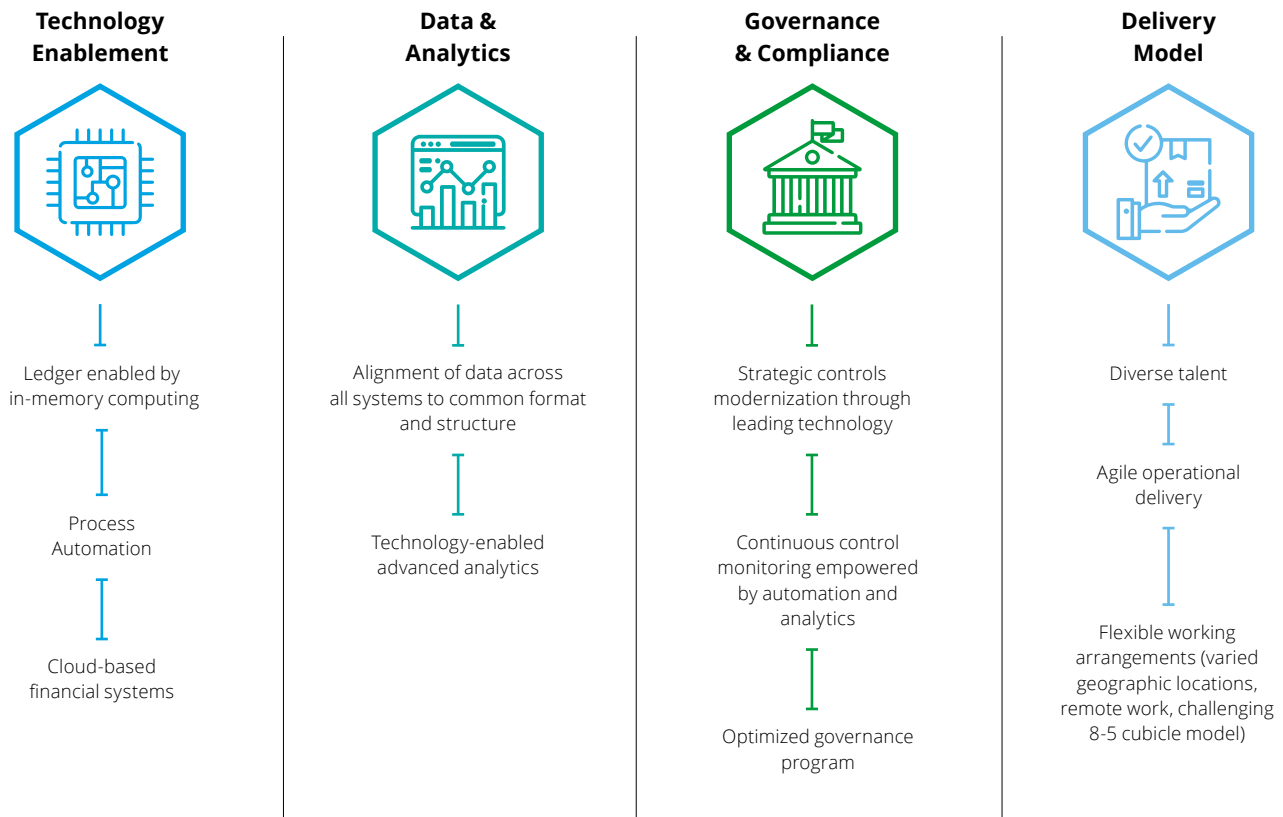 Technology
Enablement
Ledger enabled by
in-memory computing
Process
Automation
Cloud-based
financial systems
Data &
Analytics
Alignment of data across
all systems to common format
and structure
Technology-enabled
advanced analytics
Governance
& Compliance
Strategic controls
modernization through
leading technology
Continuous control
monitoring empowered
by automation and
analytics
Optimized governance
program
Delivery
Model
Diverse talent
Agile operational
delivery
Flexible working
arrangements (varied
geographic locations,
remote work, challenging
8-5 cubicle model)